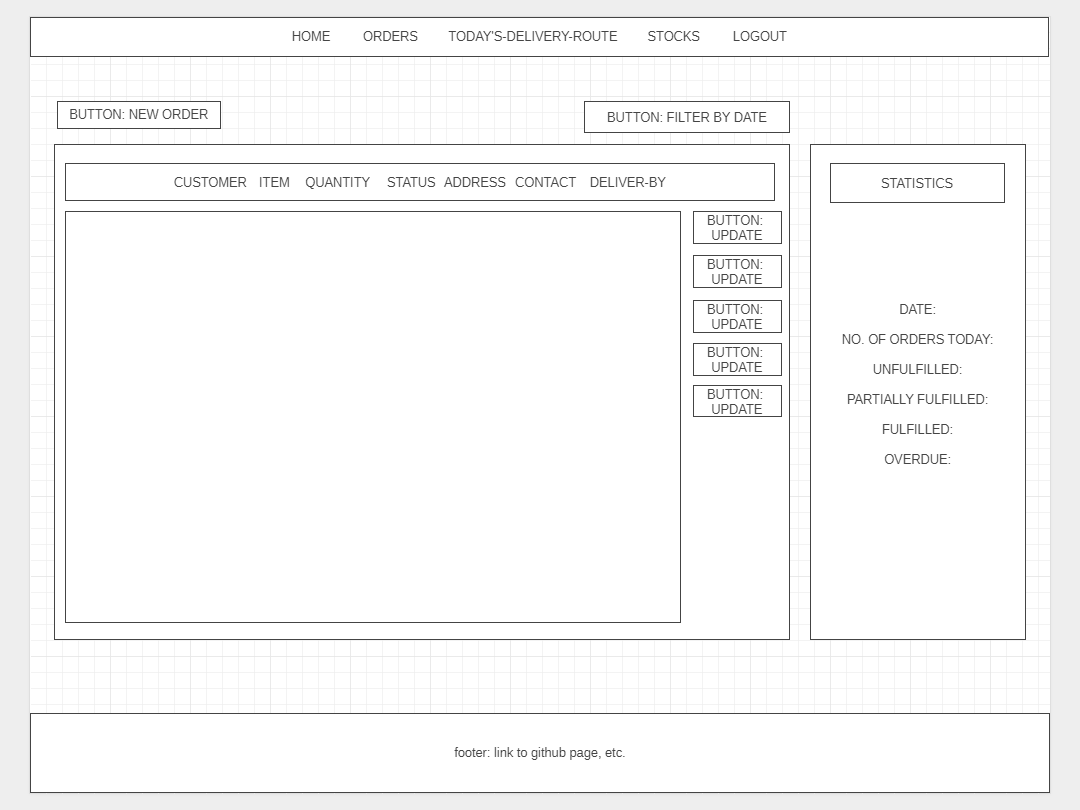 HOME ORDERS TODAY'S-DELIVERY-ROUTE STOCKS LOGOUT
BUTTON: NEW ORDER
BUTTON: FILTER BY DATE
CUSTOMER ITEM QUANTITY STATUS ADDRESS CONTACT DELIVER-BY
BUTTON:
UPDATE
BUTTON:
UPDATE
BUTTON:
UPDATE
BUTTON:
UPDATE
BUTTON:
UPDATE
STATISTICS
DATE:
NO. OF ORDERS TODAY:
UNFULFILLED:
PARTIALLY FULFILLED:
FULFILLED:
OVERDUE:
footer: link to github page, etc.